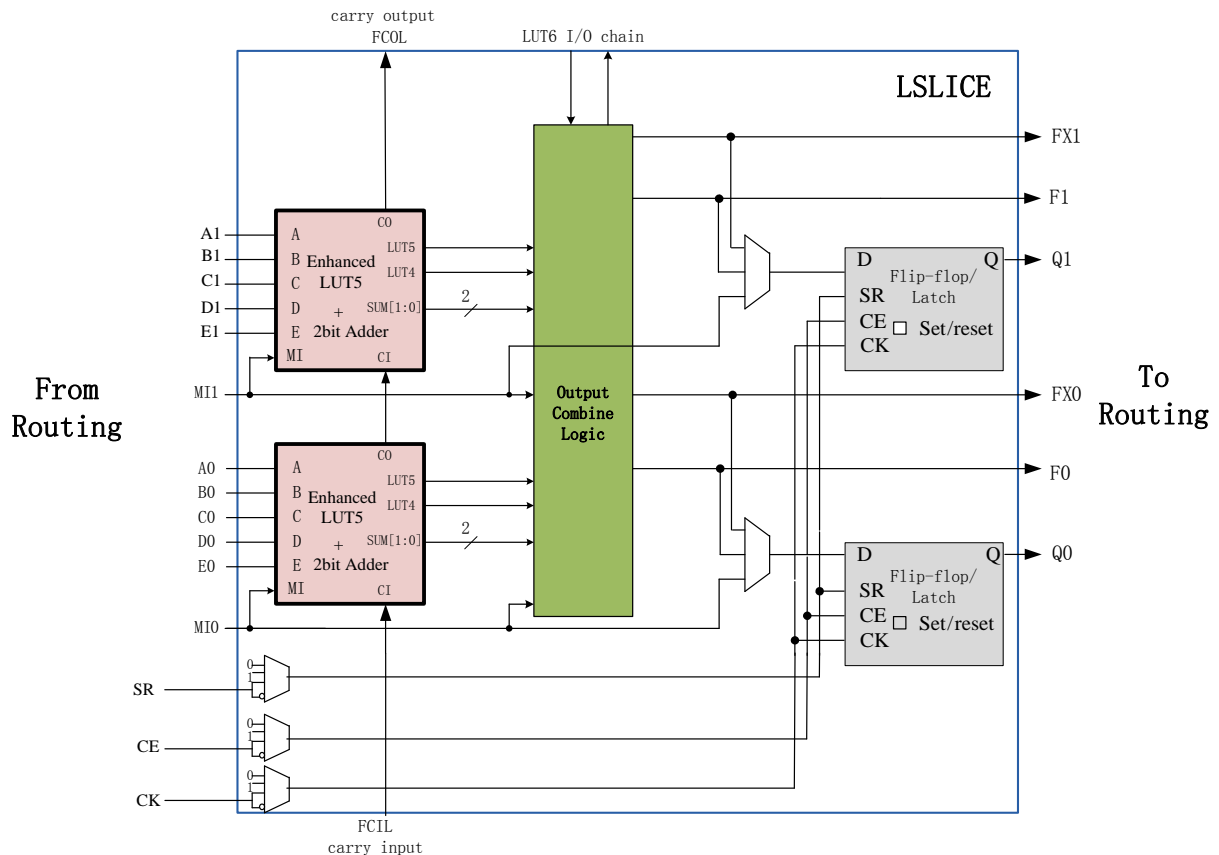 carry output
FCOL
LUT6 I/O chain
LSLICE
FX1
F1
Q1
A1
B1
C1
D1
E1
MI1
A
B
C
D
E
MI
CO
LUT5
LUT4
SUM[1:0]
CI
Enhanced
LUT5
+
2bit Adder
2
D
Q
SR
CE
CK
Flip-flop/
Latch
Set/reset
From
Routing
To
Routing
Output
Combine
Logic
FX0
F0
Q0
A0
B0
C0
D0
E0
MI0
A
B
C
D
E
MI
CO
LUT5
LUT4
SUM[1:0]
CI
Enhanced
LUT5
+
2bit Adder
2
D
Q
SR
CE
CK
Flip-flop/
Latch
Set/reset
0
1
SR
0
1
CE
0
1
CK
FCIL
carry input